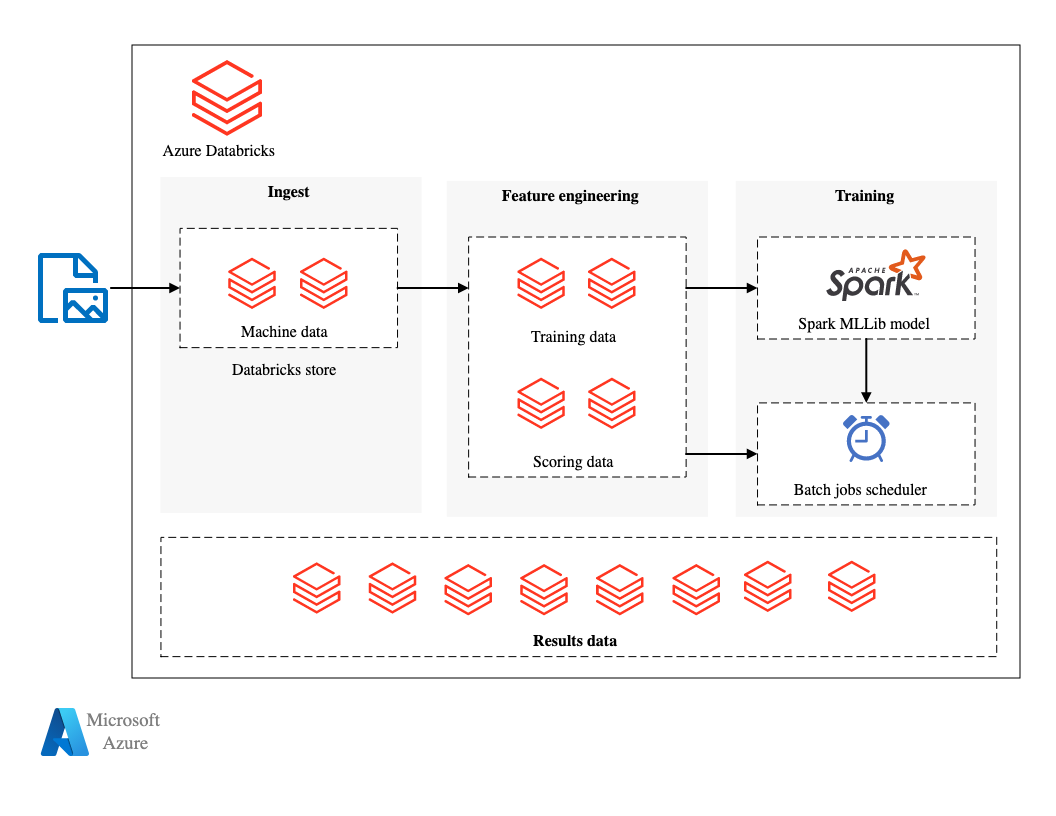 Azure Databricks
Ingest
Machine data
Databricks store
Feature engineering
Training data
Scoring data
Training
APACHE
Spark™
Spark MLLib model
Batch jobs scheduler
Results data
Microsoft
Azure